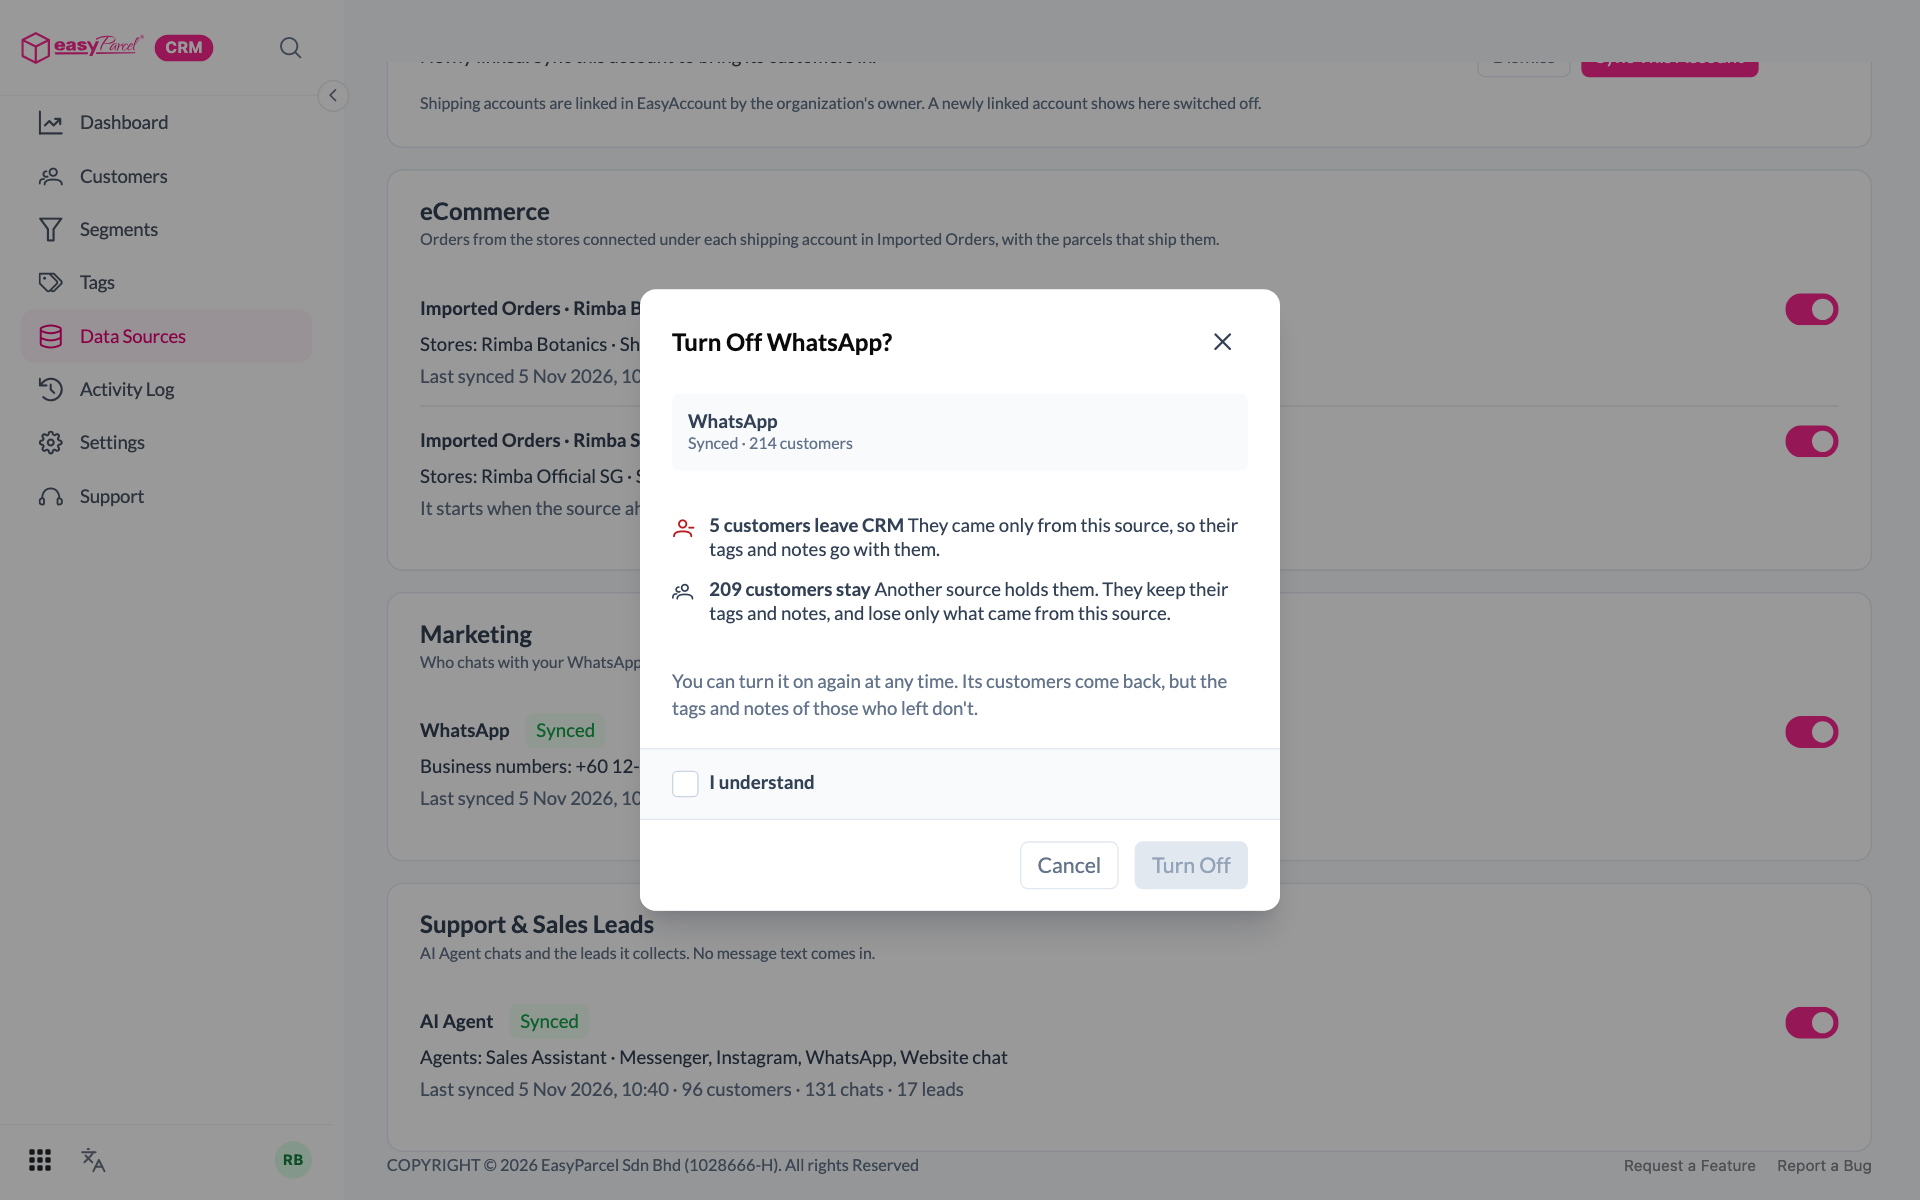 easyParcel CRM
Dashboard
Customers
Segments
Tags
Data Sources
Activity Log
Settings
Support
RB
Shipping accounts are linked in EasyAccount by the organization's owner. A newly linked account shows here switched off.
eCommerce
Orders from the stores connected under each shipping account in Imported Orders, with the parcels that ship them.
Imported Orders · Rimba B
Stores: Rimba Botanics · Sh
Last synced 5 Nov 2026, 10
Imported Orders · Rimba S
Stores: Rimba Official SG ·
It starts when the source
Marketing
Who chats with your WhatsApp
WhatsApp Synced
Business numbers: +60 12-
Last synced 5 Nov 2026, 10
Turn Off WhatsApp?
WhatsApp
Synced · 214 customers
5 customers leave CRM They came only from this source, so their
tags and notes go with them.
209 customers stay Another source holds them. They keep their
tags and notes, and lose only what came from this source.
You can turn it on again at any time. Its customers come back, but the
tags and notes of those who left don't.
I understand
Cancel Turn Off
Support & Sales Leads
AI Agent chats and the leads it collects. No message text comes in.
AI Agent Synced
Agents: Sales Assistant · Messenger, Instagram, WhatsApp, Website chat
Last synced 5 Nov 2026, 10:40 · 96 customers · 131 chats · 17 leads
COPYRIGHT © 2026 EasyParcel Sdn Bhd (1028666-H). All rights Reserved
Request a Feature Report a Bug